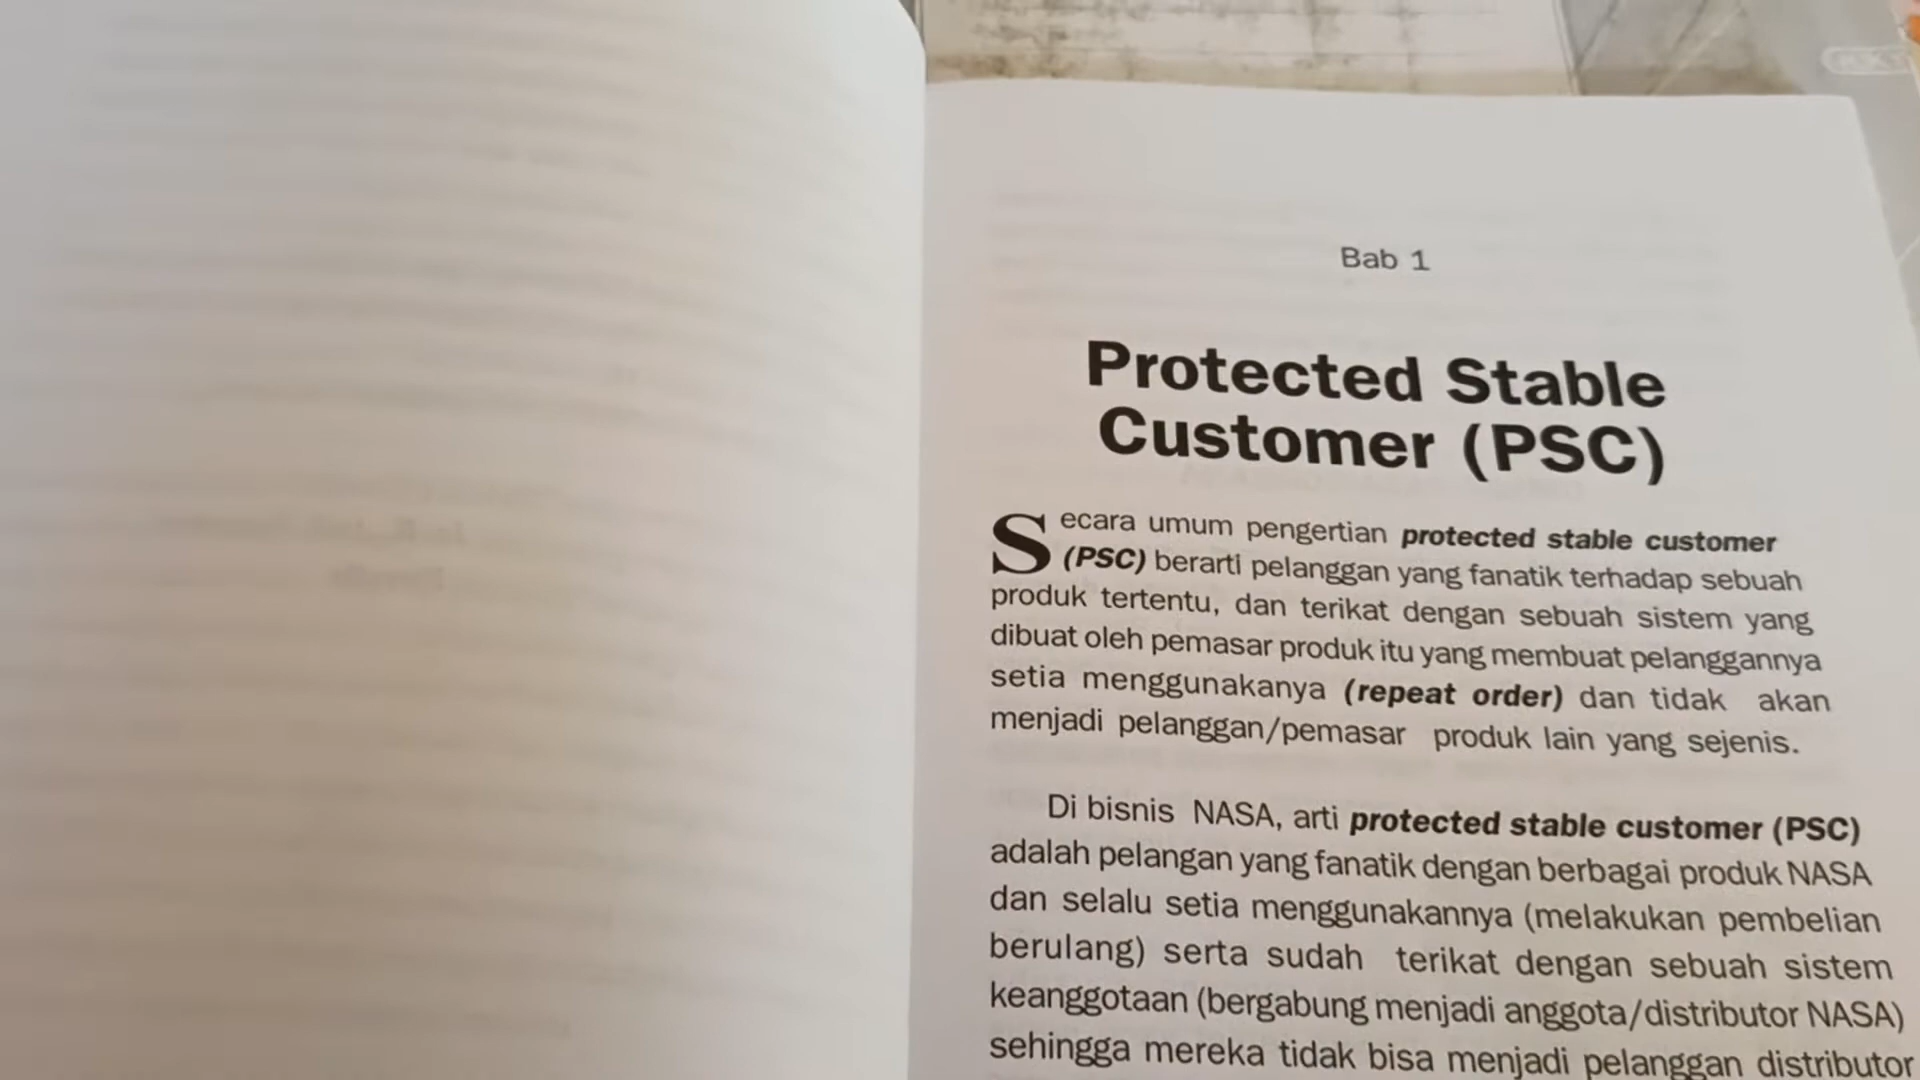 Bab 1
Protected Stable
Customer (PSC)
Secara umum pengertian protected stable customer
(PSC) berarti pelanggan yang fanatik terhadap sebuah
produk tertentu, dan terikat dengan sebuah sistem yang
dibuat oleh pemasar produk itu yang membuat pelanggannya
setia menggunakanya (repeat order) dan tidak akan
menjadi pelanggan/pemasar produk lain yang sejenis.
Di bisnis NASA, arti protected stable customer (PSC)
adalah pelangan yang fanatik dengan berbagai produk NASA
dan selalu setia menggunakannya (melakukan pembelian
berulang) serta sudah terikat dengan sebuah sistem
keanggotaan (bergabung menjadi anggota/distributor NASA)
sehingga mereka tidak bisa menjadi pelanggan distributor